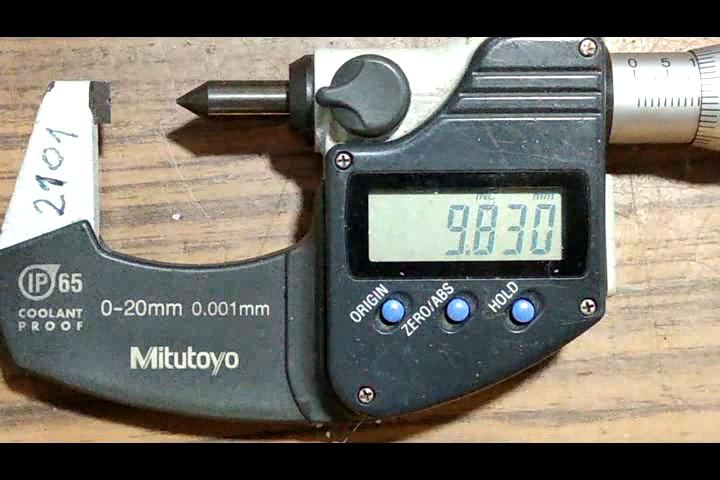 0 5 1
2101
INC mm
9.830
IP65
COOLANT
PROOF
0-20mm 0.001mm
ORIGIN
ZERO/ABS
HOLD
Mitutoyo